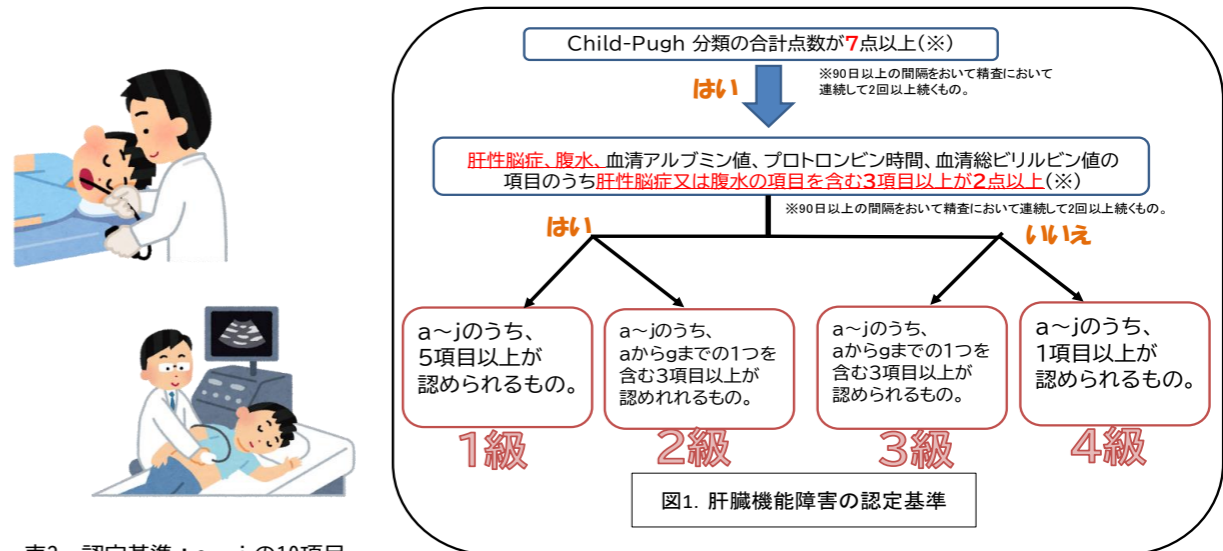 Child-Pugh 分類の合計点数が7点以上(※)
はい
※90日以上の間隔をおいて精査において
連続して2回以上続くもの。
肝性脳症、腹水、血清アルブミン値、プロトロンビン時間、血清総ビリルビン値の
項目のうち肝性脳症又は腹水の項目を含む3項目以上が2点以上(※)
※90日以上の間隔をおいて精査において連続して2回以上続くもの。
はい
いいえ
a～jのうち、
5項目以上が
認められるもの。
1級
a～jのうち、
aからgまでの1つを
含む3項目以上が
認めれれるもの。
2級
a～jのうち、
aからgまでの1つを
含む3項目以上が
認められるもの。
3級
a～jのうち、
1項目以上が
認められるもの。
4級
図1. 肝臓機能障害の認定基準